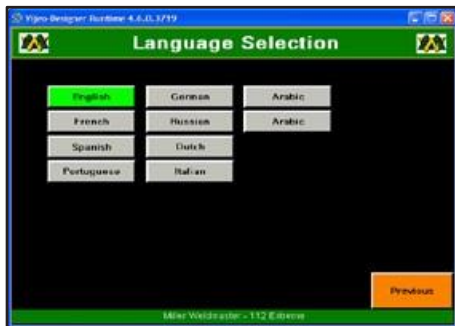 Vijeo-Designer Runtime 4.6.0.3719
Language Selection
English German Arabic
French Russian Arabic
Spanish Dutch
Portuguese Italian
Previous
Miller Weldmaster - 112 Extreme